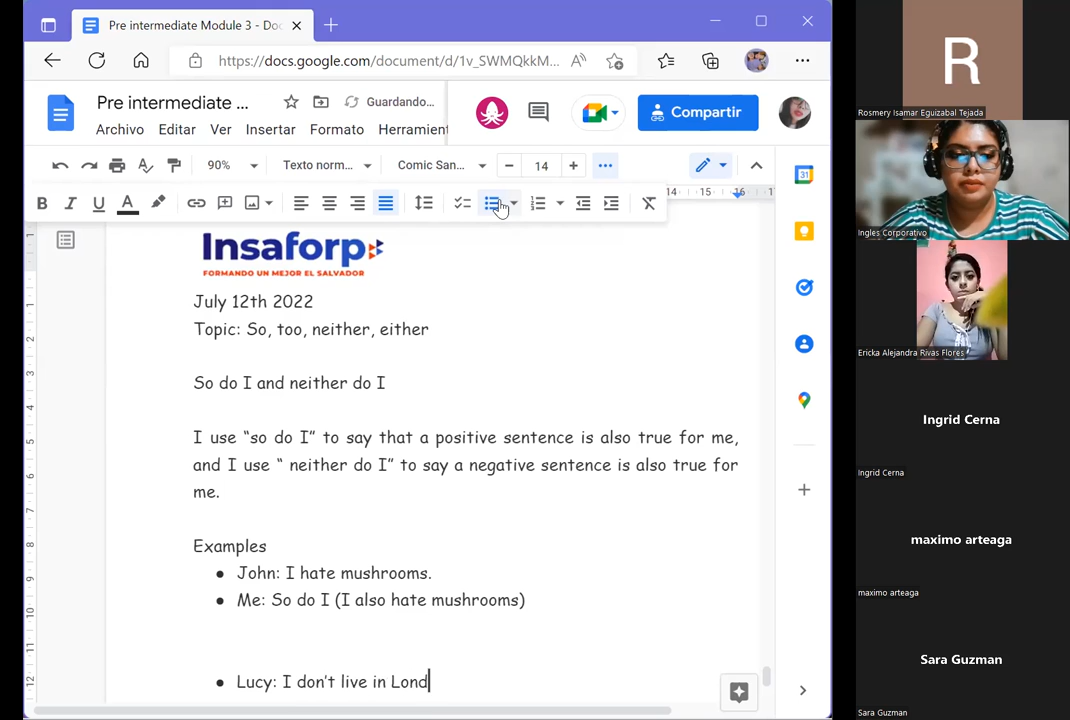 Pre intermediate Module 3 - Doc
https://docs.google.com/document/d/1v_SWMQkkM...
Pre intermediate ...
Guardando...
Compartir
Archivo Editar Ver Insertar Formato Herramien
90% Texto norm... Comic San... 14
14 15 16
Insaforp
FORMANDO UN MEJOR EL SALVADOR
July 12th 2022
Topic: So, too, neither, either
So do I and neither do I
I use “so do I” to say that a positive sentence is also true for me,
and I use “ neither do I” to say a negative sentence is also true for
me.
Examples
● John: I hate mushrooms.
● Me: So do I (I also hate mushrooms)
● Lucy: I don’t live in Lond
R
Rosmery Isamar Eguizabal Tejada
Ingles Corporativo
Ericka Alejandra Rivas Flores
Ingrid Cerna
Ingrid Cerna
maximo arteaga
maximo arteaga
Sara Guzman
Sara Guzman